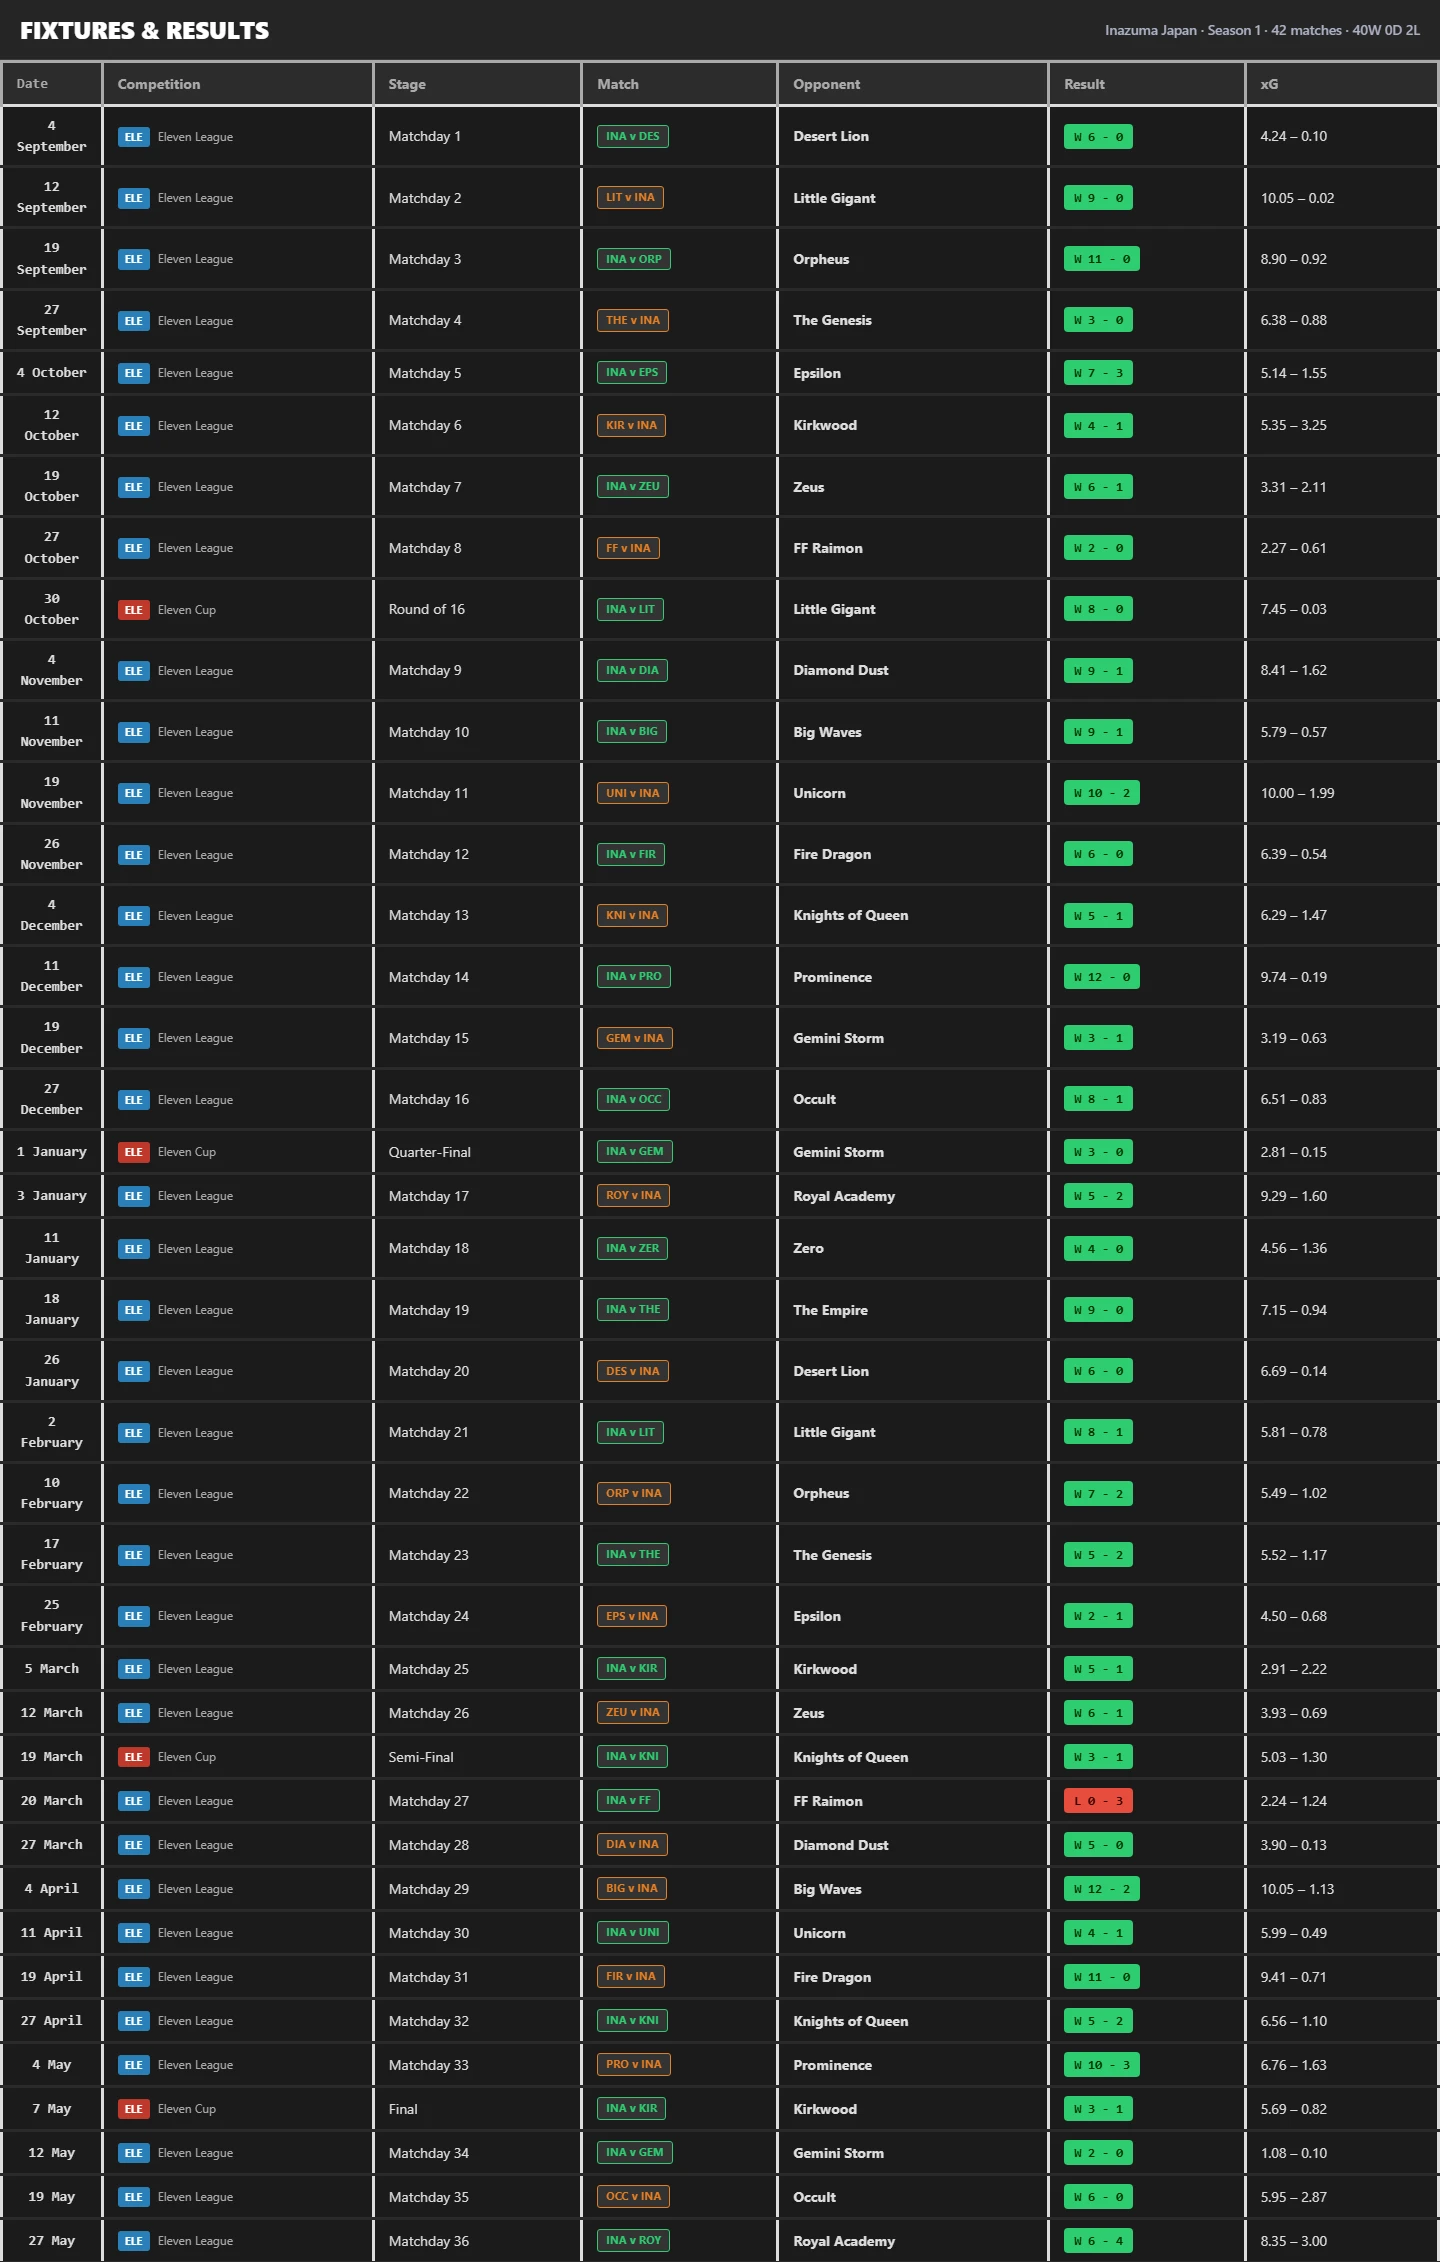 FIXTURES & RESULTS
Inazuma Japan · Season 1 · 42 matches · 40W 0D 2L
Date Competition Stage Match Opponent Result xG
4 September ELE Eleven League Matchday 1 INA v DES Desert Lion W 6 - 0 4.24 – 0.10
12 September ELE Eleven League Matchday 2 LIT v INA Little Gigant W 9 - 0 10.05 – 0.02
19 September ELE Eleven League Matchday 3 INA v ORP Orpheus W 11 - 0 8.90 – 0.92
27 September ELE Eleven League Matchday 4 THE v INA The Genesis W 3 - 0 6.38 – 0.88
4 October ELE Eleven League Matchday 5 INA v EPS Epsilon W 7 - 3 5.14 – 1.55
12 October ELE Eleven League Matchday 6 KIR v INA Kirkwood W 4 - 1 5.35 – 3.25
19 October ELE Eleven League Matchday 7 INA v ZEU Zeus W 6 - 1 3.31 – 2.11
27 October ELE Eleven League Matchday 8 FF v INA FF Raimon W 2 - 0 2.27 – 0.61
30 October ELE Eleven Cup Round of 16 INA v LIT Little Gigant W 8 - 0 7.45 – 0.03
4 November ELE Eleven League Matchday 9 INA v DIA Diamond Dust W 9 - 1 8.41 – 1.62
11 November ELE Eleven League Matchday 10 INA v BIG Big Waves W 9 - 1 5.79 – 0.57
19 November ELE Eleven League Matchday 11 UNI v INA Unicorn W 10 - 2 10.00 – 1.99
26 November ELE Eleven League Matchday 12 INA v FIR Fire Dragon W 6 - 0 6.39 – 0.54
4 December ELE Eleven League Matchday 13 KNI v INA Knights of Queen W 5 - 1 6.29 – 1.47
11 December ELE Eleven League Matchday 14 INA v PRO Prominence W 12 - 0 9.74 – 0.19
19 December ELE Eleven League Matchday 15 GEM v INA Gemini Storm W 3 - 1 3.19 – 0.63
27 December ELE Eleven League Matchday 16 INA v OCC Occult W 8 - 1 6.51 – 0.83
1 January ELE Eleven Cup Quarter-Final INA v GEM Gemini Storm W 3 - 0 2.81 – 0.15
3 January ELE Eleven League Matchday 17 ROY v INA Royal Academy W 5 - 2 9.29 – 1.60
11 January ELE Eleven League Matchday 18 INA v ZER Zero W 4 - 0 4.56 – 1.36
18 January ELE Eleven League Matchday 19 INA v THE The Empire W 9 - 0 7.15 – 0.94
26 January ELE Eleven League Matchday 20 DES v INA Desert Lion W 6 - 0 6.69 – 0.14
2 February ELE Eleven League Matchday 21 INA v LIT Little Gigant W 8 - 1 5.81 – 0.78
10 February ELE Eleven League Matchday 22 ORP v INA Orpheus W 7 - 2 5.49 – 1.02
17 February ELE Eleven League Matchday 23 INA v THE The Genesis W 5 - 2 5.52 – 1.17
25 February ELE Eleven League Matchday 24 EPS v INA Epsilon W 2 - 1 4.50 – 0.68
5 March ELE Eleven League Matchday 25 INA v KIR Kirkwood W 5 - 1 2.91 – 2.22
12 March ELE Eleven League Matchday 26 ZEU v INA Zeus W 6 - 1 3.93 – 0.69
19 March ELE Eleven Cup Semi-Final INA v KNI Knights of Queen W 3 - 1 5.03 – 1.30
20 March ELE Eleven League Matchday 27 INA v FF FF Raimon L 0 - 3 2.24 – 1.24
27 March ELE Eleven League Matchday 28 DIA v INA Diamond Dust W 5 - 0 3.90 – 0.13
4 April ELE Eleven League Matchday 29 BIG v INA Big Waves W 12 - 2 10.05 – 1.13
11 April ELE Eleven League Matchday 30 INA v UNI Unicorn W 4 - 1 5.99 – 0.49
19 April ELE Eleven League Matchday 31 FIR v INA Fire Dragon W 11 - 0 9.41 – 0.71
27 April ELE Eleven League Matchday 32 INA v KNI Knights of Queen W 5 - 2 6.56 – 1.10
4 May ELE Eleven League Matchday 33 PRO v INA Prominence W 10 - 3 6.76 – 1.63
7 May ELE Eleven Cup Final INA v KIR Kirkwood W 3 - 1 5.69 – 0.82
12 May ELE Eleven League Matchday 34 INA v GEM Gemini Storm W 2 - 0 1.08 – 0.10
19 May ELE Eleven League Matchday 35 OCC v INA Occult W 6 - 0 5.95 – 2.87
27 May ELE Eleven League Matchday 36 INA v ROY Royal Academy W 6 - 4 8.35 – 3.00